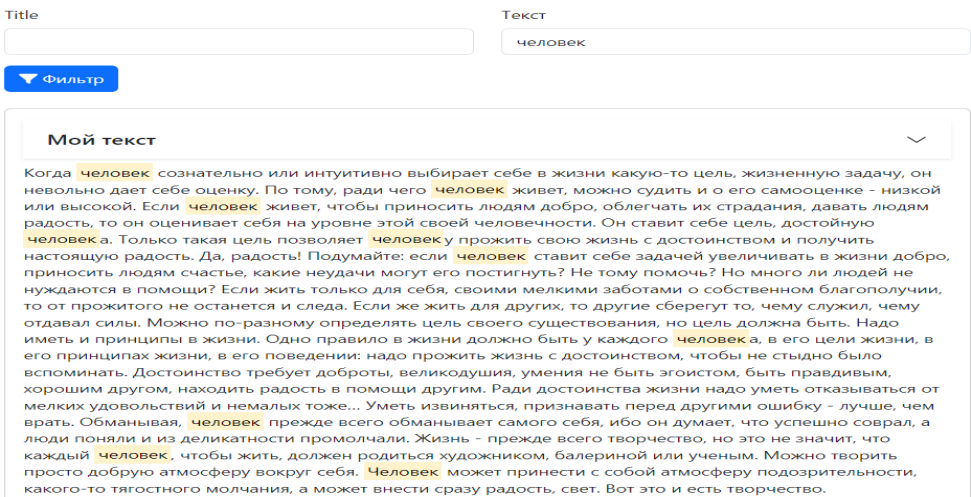 Title
Текст
человек
Фильтр
Мой текст
Когда человек сознательно или интуитивно выбирает себе в жизни какую-то цель, жизненную задачу, он
невольно дает себе оценку. По тому, ради чего человек живет, можно судить и о его самооценке - низкой
или высокой. Если человек живет, чтобы приносить людям добро, облегчать их страдания, давать людям
радость, то он оценивает себя на уровне этой своей человечности. Он ставит себе цель, достойную
человека. Только такая цель позволяет человеку прожить свою жизнь с достоинством и получить
настоящую радость. Да, радость! Подумайте: если человек ставит себе задачей увеличивать в жизни добро,
приносить людям счастье, какие неудачи могут его постигнуть? Не тому помочь? Но много ли людей не
нуждаются в помощи? Если жить только для себя, своими мелкими заботами о собственном благополучии,
то от прожитого не останется и следа. Если же жить для других, то другие сберегут то, чему служил, чему
отдавал силы. Можно по-разному определять цель своего существования, но цель должна быть. Надо
иметь и принципы в жизни. Одно правило в жизни должно быть у каждого человека, в его цели жизни, в
его принципах жизни, в его поведении: надо прожить жизнь с достоинством, чтобы не стыдно было
вспоминать. Достоинство требует доброты, великодушия, умения не быть эгоистом, быть правдивым,
хорошим другом, находить радость в помощи другим. Ради достоинства жизни надо уметь отказываться от
мелких удовольствий и немалых тоже... Уметь извиняться, признавать перед другими ошибку - лучше, чем
врать. Обманывая, человек прежде всего обманывает самого себя, ибо он думает, что успешно соврал, а
люди поняли и из деликатности промолчали. Жизнь - прежде всего творчество, но это не значит, что
каждый человек, чтобы жить, должен родиться художником, балериной или ученым. Можно творить
просто добрую атмосферу вокруг себя. Человек может принести с собой атмосферу подозрительности,
какого-то тягостного молчания, а может внести сразу радость, свет. Вот это и есть творчество.